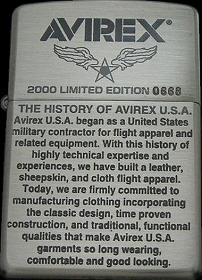 AVIREX®
2000 LIMITED EDITION 0668
THE HISTORY OF AVIREX U.S.A.
Avirex U.S.A. began as a United States
military contractor for flight apparel and
related equipment. With this history of
highly technical expertise and
experiences, we have built a leather,
sheepskin, and cloth flight apparel.
Today, we are firmly committed to
manufacturing clothing incorporating
the classic design, time proven
construction, and traditional, functional
qualities that make Avirex U.S.A.
garments so long wearing,
comfortable and good looking.